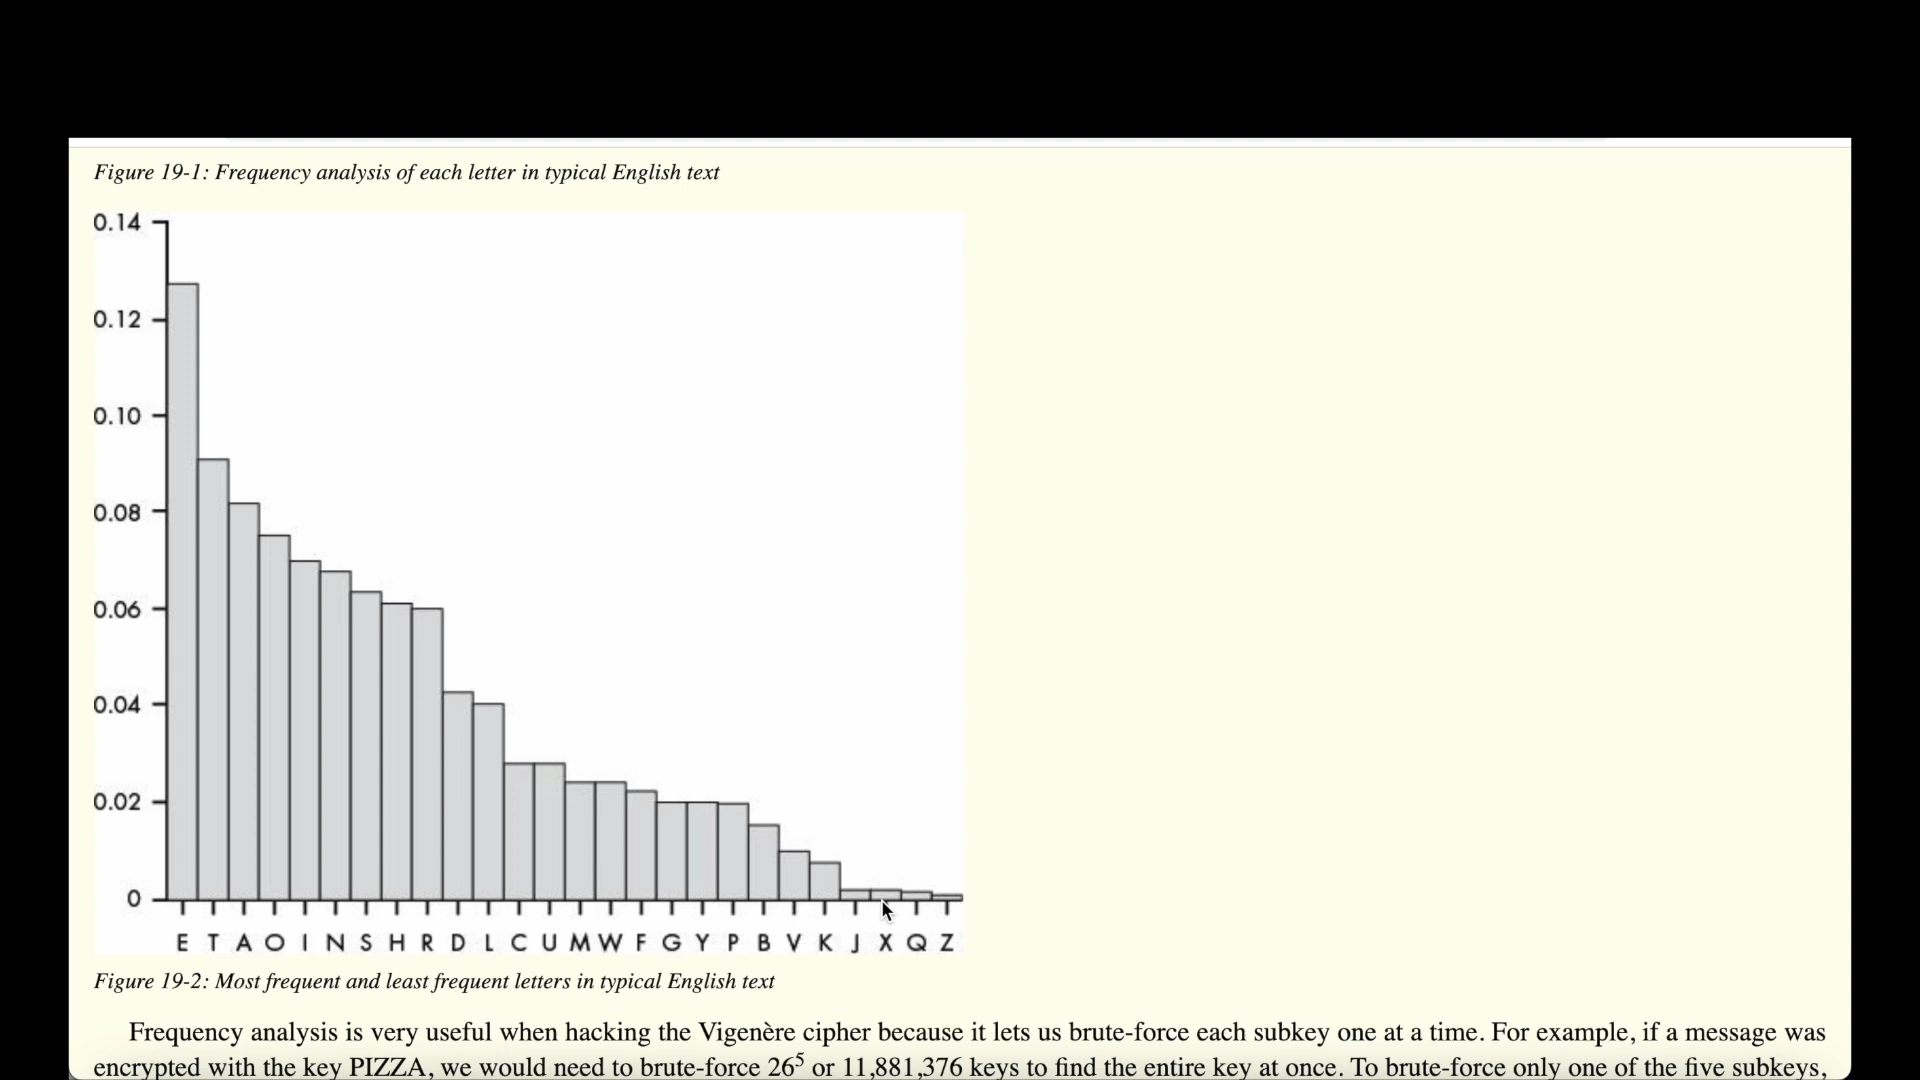 Figure 19-1: Frequency analysis of each letter in typical English text
0.14
0.12
0.10
0.08
0.06
0.04
0.02
0
E T A O I N S H R D L C U M W F G Y P B V K J X Q Z
Figure 19-2: Most frequent and least frequent letters in typical English text
Frequency analysis is very useful when hacking the Vigenère cipher because it lets us brute-force each subkey one at a time. For example, if a message was
encrypted with the key PIZZA, we would need to brute-force 26⁵ or 11,881,376 keys to find the entire key at once. To brute-force only one of the five subkeys,